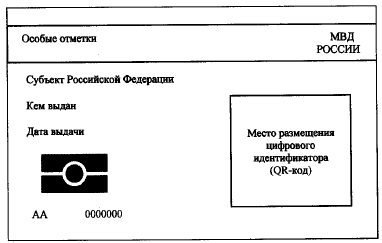 Особые отметки
МВД
РОССИИ
Субъект Российской Федерации
Кем выдан
Дата выдачи
Место размещения
цифрового
идентификатора
(QR-код)
АА 0000000